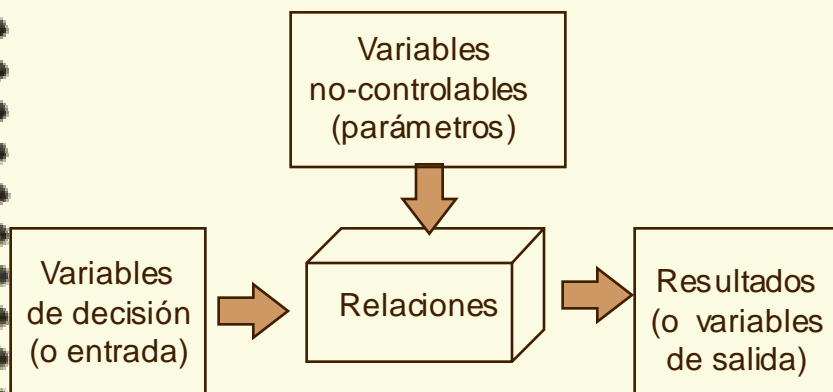 Variables
no-controlables
(parámetros)
Variables
de decisión
(o entrada)
Relaciones
Resultados
(o variables
de salida)